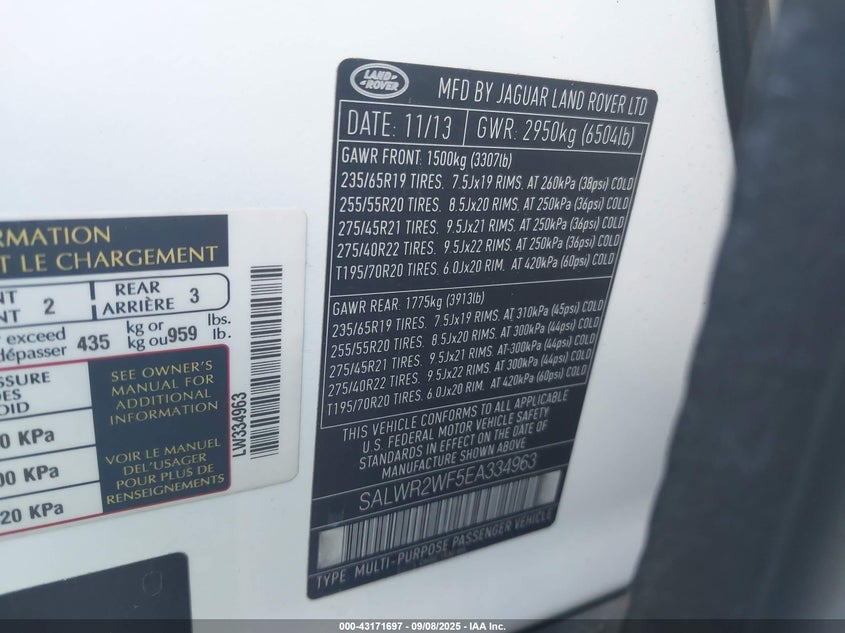 RMATION
T LE CHARGEMENT
NT 2 REAR 3
NT ARRIÈRE
exceed 435 kg or 959 lbs.
dépasser kg ou lb.
SSURE
DES
OID
0 KPa
00 KPa
20 KPa
SEE OWNER'S
MANUAL FOR
ADDITIONAL
INFORMATION
VOIR LE MANUEL
DEL'USAGER
POUR PLUS DE
RENSEIGNEMENTS
LW334963
LAND
ROVER
MFD BY JAGUAR LAND ROVER LTD
DATE: 11/13 GWR: 2950kg (6504lb)
GAWR FRONT: 1500kg (3307lb)
235/65R19 TIRES. 7.5Jx19 RIMS. AT 260kPa (38psi) COLD
255/55R20 TIRES. 8.5Jx20 RIMS. AT 250kPa (36psi) COLD
275/45R21 TIRES. 9.5Jx21 RIMS. AT 250kPa (36psi) COLD
275/40R22 TIRES. 9.5Jx22 RIMS. AT 250kPa (36psi) COLD
T195/70R20 TIRES. 6.0Jx20 RIM. AT 420kPa (60psi) COLD
GAWR REAR: 1775kg (3913lb)
235/65R19 TIRES. 7.5Jx19 RIMS. AT 310kPa (45psi) COLD
255/55R20 TIRES. 8.5Jx20 RIMS. AT 300kPa (44psi) COLD
275/45R21 TIRES. 9.5Jx21 RIMS. AT 300kPa (44psi) COLD
275/40R22 TIRES. 9.5Jx22 RIMS. AT 300kPa (44psi) COLD
T195/70R20 TIRES. 6.0Jx20 RIM. AT 420kPa (60psi) COLD
THIS VEHICLE CONFORMS TO ALL APPLICABLE
U.S. FEDERAL MOTOR VEHICLE SAFETY
STANDARDS IN EFFECT ON THE DATE OF
MANUFACTURE SHOWN ABOVE
SALWR2WF5EA334963
TYPE MULTI-PURPOSE PASSENGER VEHICLE
000-43171697 - 09/08/2025 - IAA Inc.